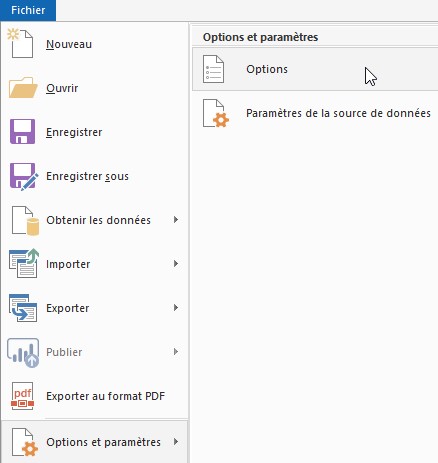 Fichier
Nouveau
Ouvrir
Enregistrer
Enregistrer sous
Obtenir les données
Importer
Exporter
Publier
pdf
Exporter au format PDF
Options et paramètres
Options et paramètres
Options
Paramètres de la source de données